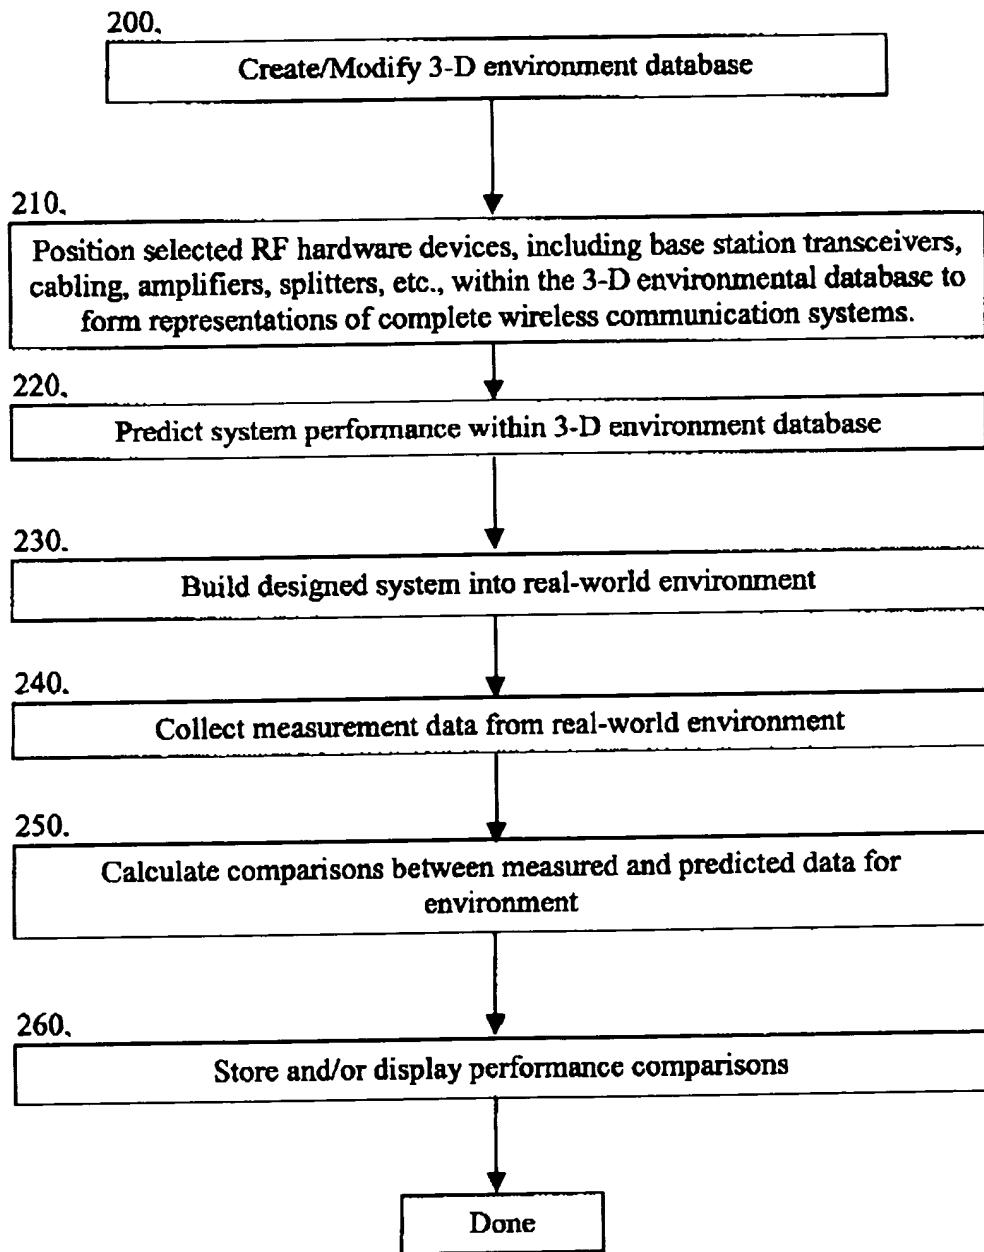 200.
Create/Modify 3-D environment database
210.
Position selected RF hardware devices, including base station transceivers,
cabling, amplifiers, splitters, etc., within the 3-D environmental database to
form representations of complete wireless communication systems.
220.
Predict system performance within 3-D environment database
230.
Build designed system into real-world environment
240.
Collect measurement data from real-world environment
250.
Calculate comparisons between measured and predicted data for
environment
260.
Store and/or display performance comparisons
Done